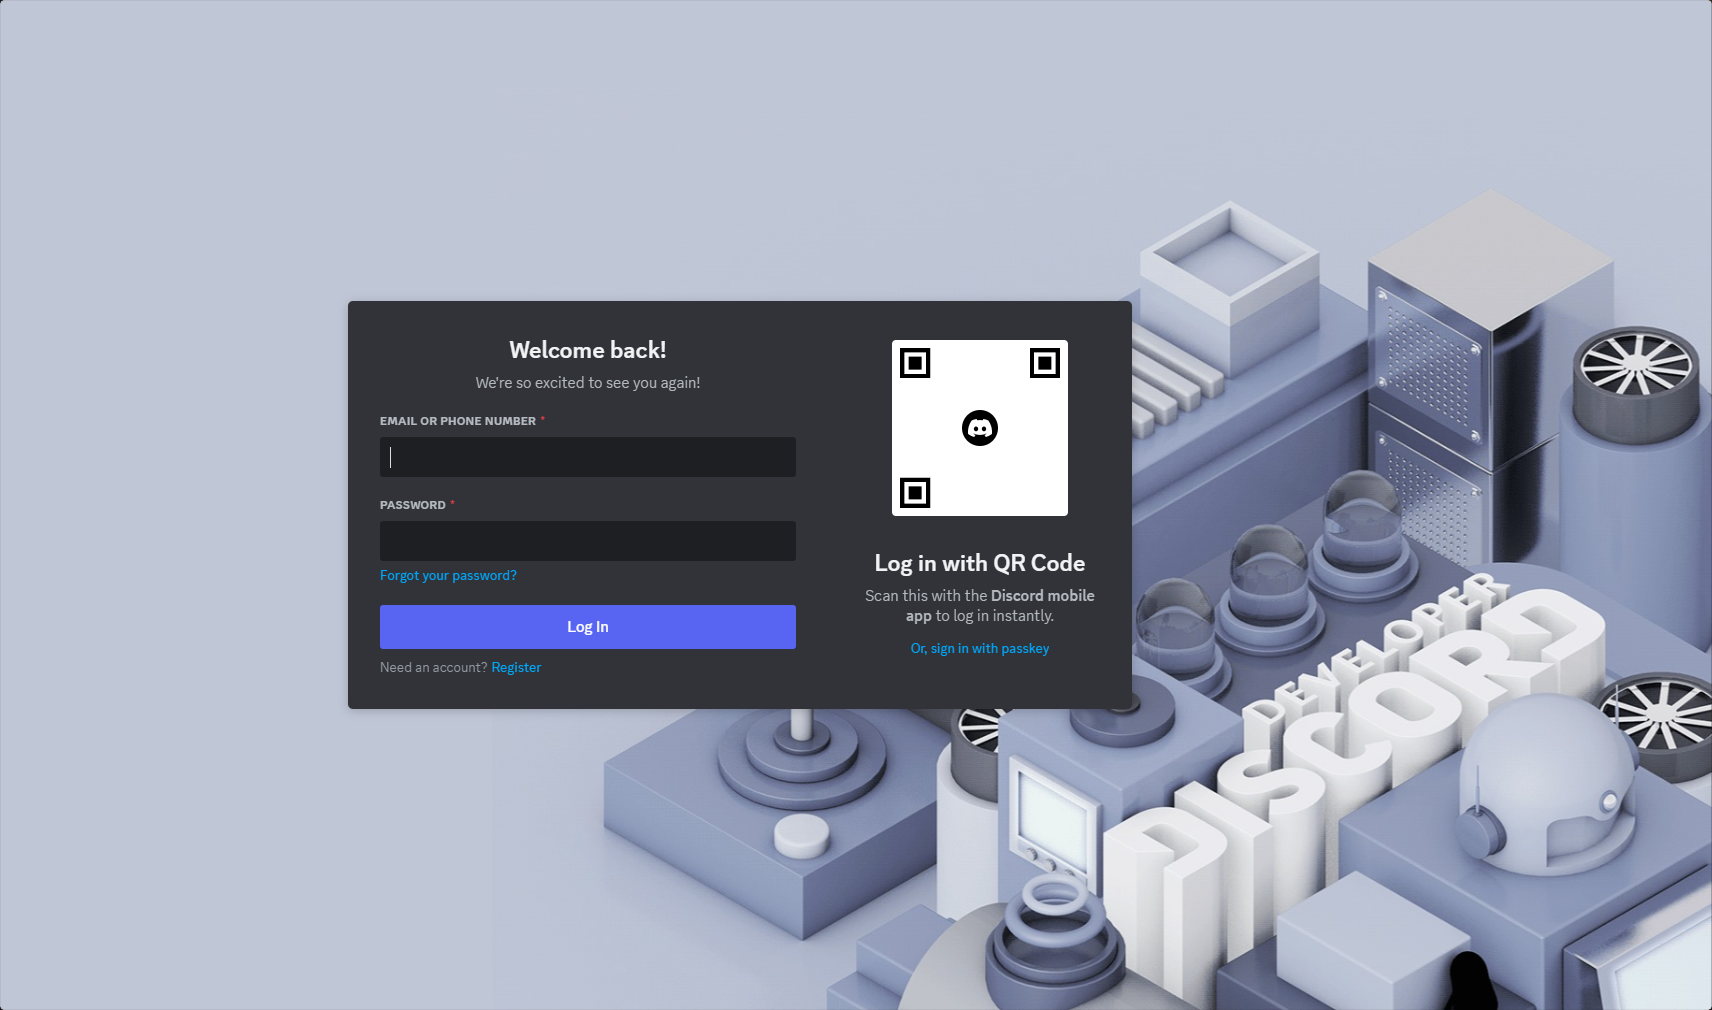 Welcome back!
We're so excited to see you again!
EMAIL OR PHONE NUMBER *
PASSWORD *
Forgot your password?
Log In
Need an account? Register
Log in with QR Code
Scan this with the Discord mobile
app to log in instantly.
Or, sign in with passkey
DEVELOPER
DISCORD